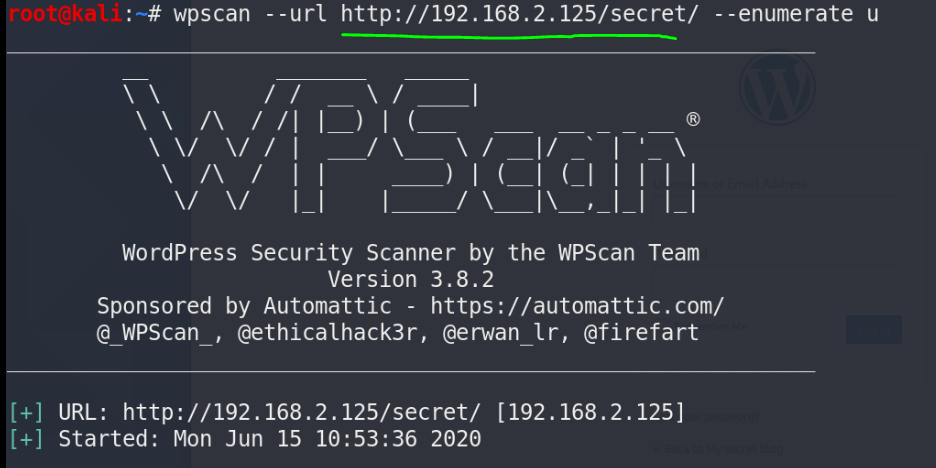 root@kali:~# wpscan --url http://192.168.2.125/secret/ --enumerate u
WPScan ®
WordPress Security Scanner by the WPScan Team
Version 3.8.2
Sponsored by Automattic - https://automattic.com/
@_WPScan_, @ethicalhack3r, @erwan_lr, @firefart
[+] URL: http://192.168.2.125/secret/ [192.168.2.125]
[+] Started: Mon Jun 15 10:53:36 2020